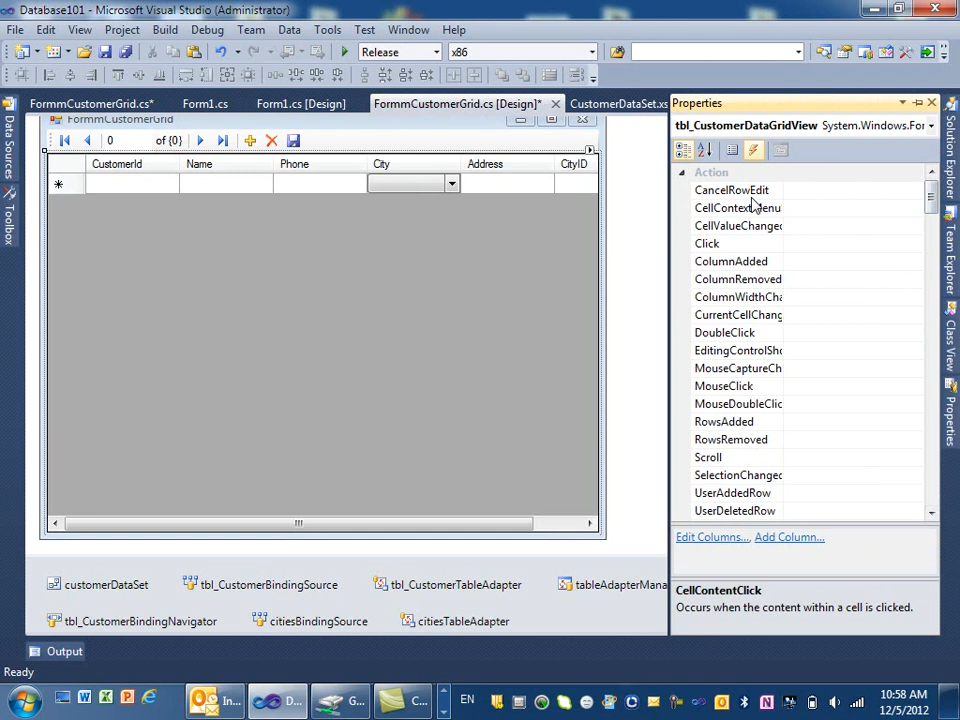 Database101 - Microsoft Visual Studio (Administrator)
File Edit View Project Build Debug Team Data Tools Test Window Help
Release x86
FormmCustomerGrid.cs* Form1.cs Form1.cs [Design] FormmCustomerGrid.cs [Design]* CustomerDataSet.xs
Data Sources
Toolbox
FormmCustomerGrid
0 of {0}
CustomerId Name Phone City Address CityID
customerDataSet tbl_CustomerBindingSource tbl_CustomerTableAdapter tableAdapterMana
tbl_CustomerBindingNavigator citiesBindingSource citiesTableAdapter
Properties
tbl_CustomerDataGridView System.Windows.For
Action
CancelRowEdit
CellContextMenu
CellValueChanged
Click
ColumnAdded
ColumnRemoved
ColumnWidthCha
CurrentCellChang
DoubleClick
EditingControlSho
MouseCaptureCh
MouseClick
MouseDoubleClic
RowsAdded
RowsRemoved
Scroll
SelectionChanged
UserAddedRow
UserDeletedRow
Edit Columns..., Add Column...
CellContentClick
Occurs when the content within a cell is clicked.
Solution Explorer
Team Explorer
Class View
Properties
Output
Ready
In... D... G... C... EN 10:58 AM
12/5/2012